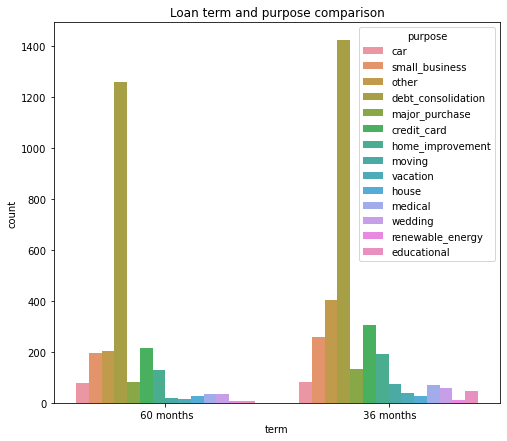 Loan term and purpose comparison
purpose
car
small_business
other
debt_consolidation
major_purchase
credit_card
home_improvement
moving
vacation
house
medical
wedding
renewable_energy
educational
1400
1200
1000
800
600
400
200
0
count
60 months
36 months
term